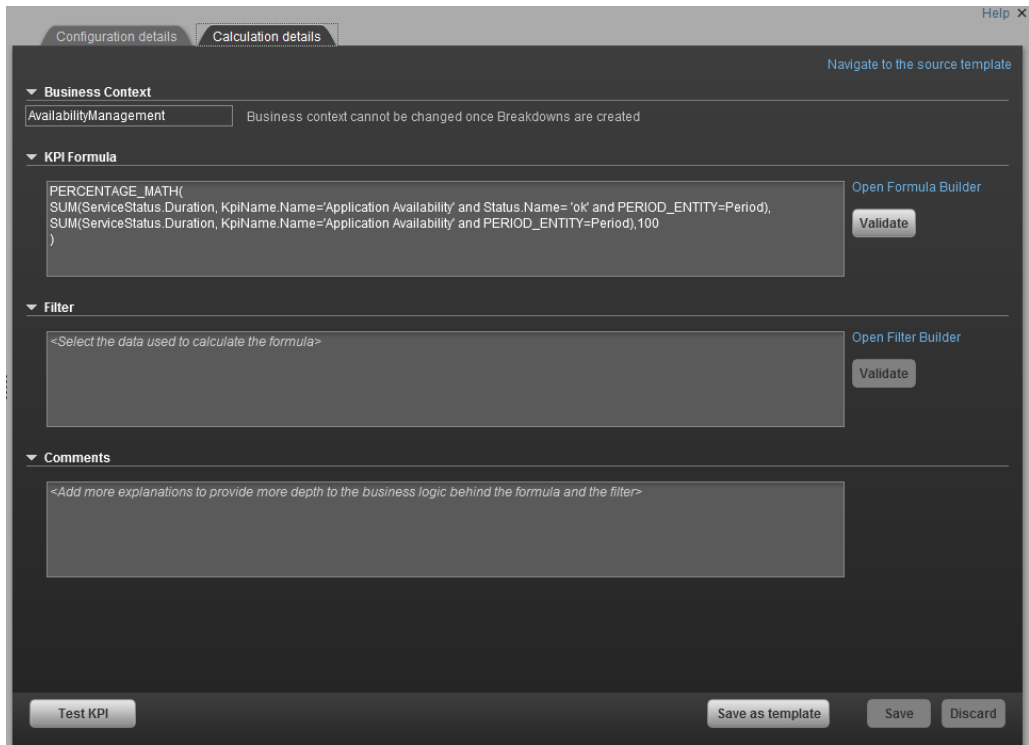 Help X
Configuration details Calculation details
Navigate to the source template
Business Context
AvailabilityManagement Business context cannot be changed once Breakdowns are created
KPI Formula
PERCENTAGE_MATH( Open Formula Builder
SUM(ServiceStatus.Duration, KpiName.Name='Application Availability' and Status.Name= 'ok' and PERIOD_ENTITY=Period),
SUM(ServiceStatus.Duration, KpiName.Name='Application Availability' and PERIOD_ENTITY=Period),100 Validate
)
Filter
<Select the data used to calculate the formula> Open Filter Builder
Validate
Comments
<Add more explanations to provide more depth to the business logic behind the formula and the filter>
Test KPI Save as template Save Discard